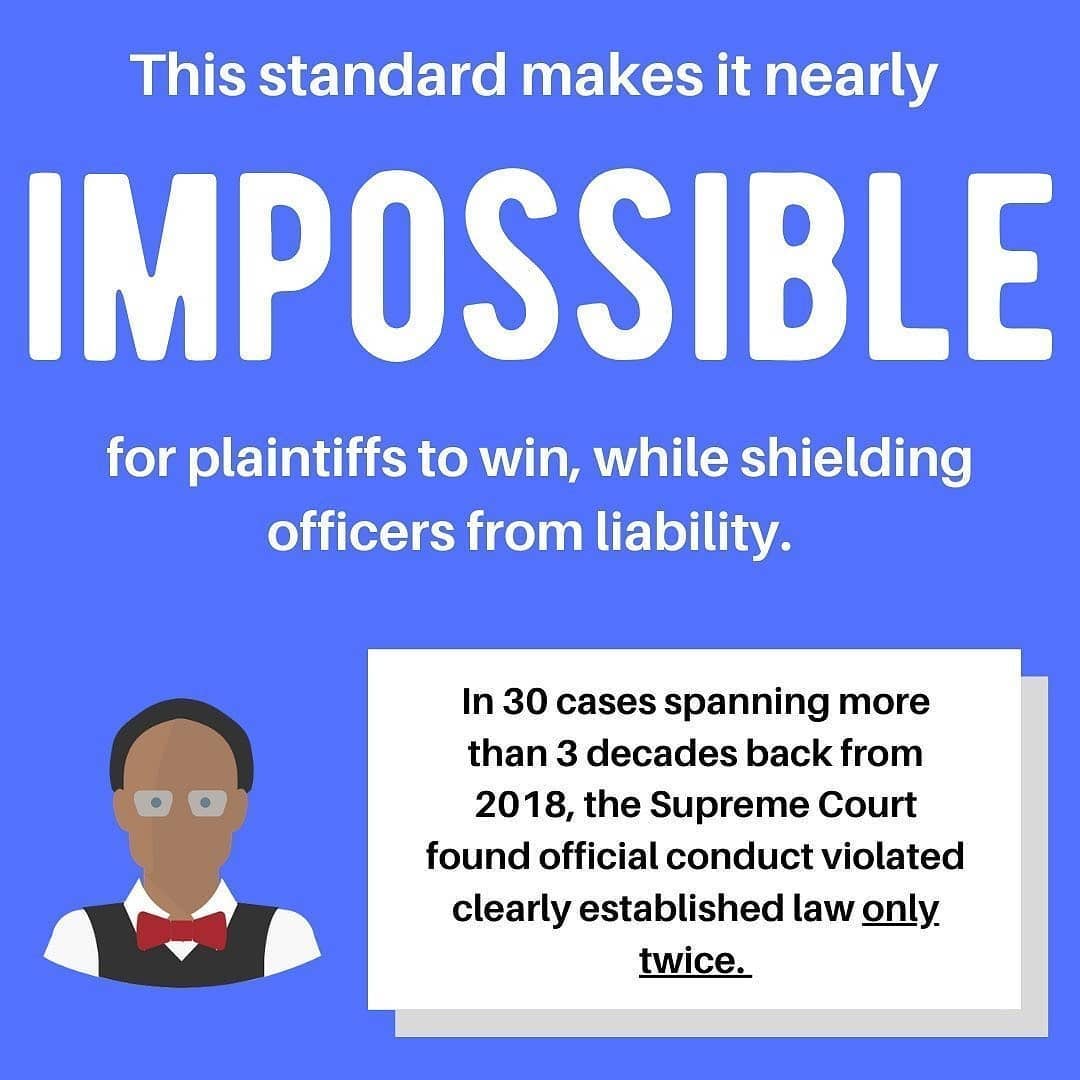 This standard makes it nearly
IMPOSSIBLE
for plaintiffs to win, while shielding
officers from liability.
In 30 cases spanning more
than 3 decades back from
2018, the Supreme Court
found official conduct violated
clearly established law only
twice.